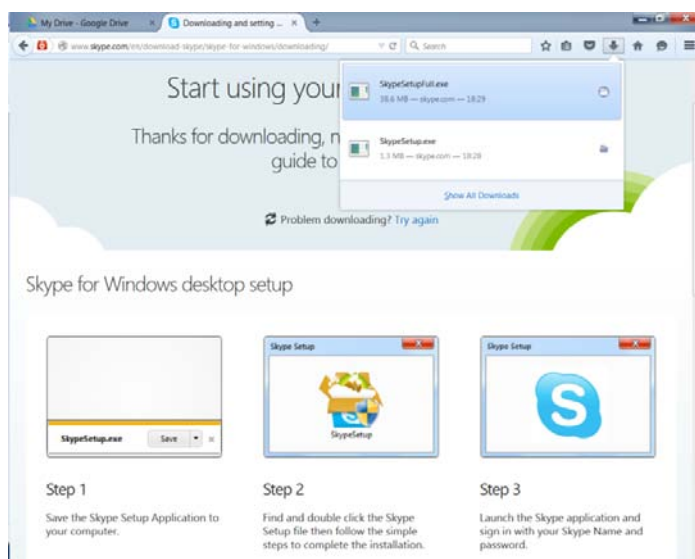 My Drive - Google Drive
Downloading and setting ...
www.skype.com/en/download-skype/skype-for-windows/downloading/
Search
Start using your
SkypeSetupFull.exe
38.6 MB — skype.com — 18:29
Thanks for downloading, n
guide to
SkypeSetup.exe
1.3 MB — skype.com — 18:28
Show All Downloads
Problem downloading? Try again
Skype for Windows desktop setup
SkypeSetup.exe
Save
Skype Setup
SkypeSetup
Skype Setup
Step 1
Save the Skype Setup Application to
your computer.
Step 2
Find and double click the Skype
Setup file then follow the simple
steps to complete the installation.
Step 3
Launch the Skype application and
sign in with your Skype Name and
password.